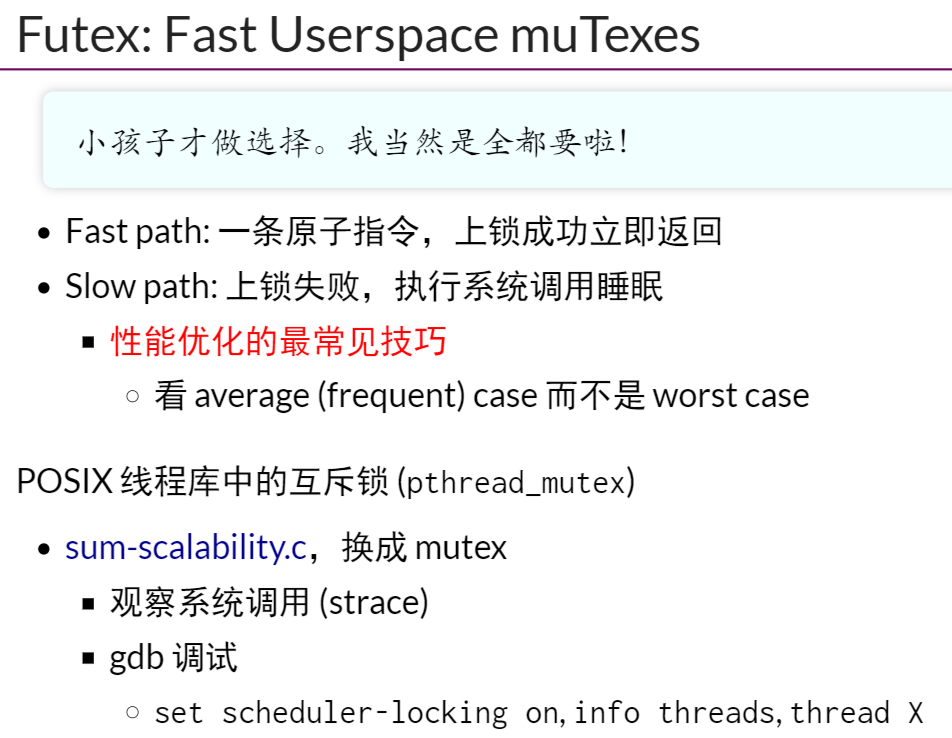 Futex: Fast Userspace muTexes
小孩子才做选择。我当然是全都要啦!
Fast path: 一条原子指令，上锁成功立即返回
Slow path: 上锁失败，执行系统调用睡眠
性能优化的最常见技巧
看 average (frequent) case 而不是 worst case
POSIX 线程库中的互斥锁 (pthread_mutex)
sum-scalability.c，换成 mutex
观察系统调用 (strace)
gdb 调试
set scheduler-locking on, info threads, thread X